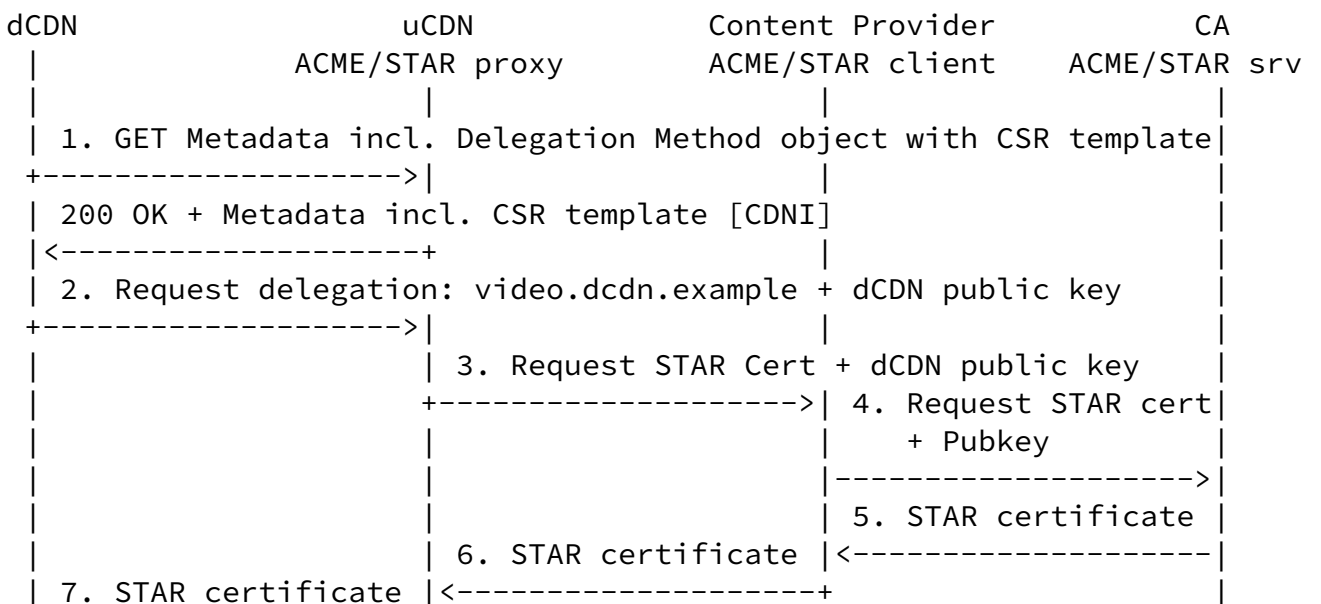 dCDN uCDN Content Provider CA
ACME/STAR proxy ACME/STAR client ACME/STAR srv
1. GET Metadata incl. Delegation Method object with CSR template
200 OK + Metadata incl. CSR template [CDNI]
2. Request delegation: video.dcdn.example + dCDN public key
3. Request STAR Cert + dCDN public key
4. Request STAR cert
+ Pubkey
5. STAR certificate
6. STAR certificate
7. STAR certificate